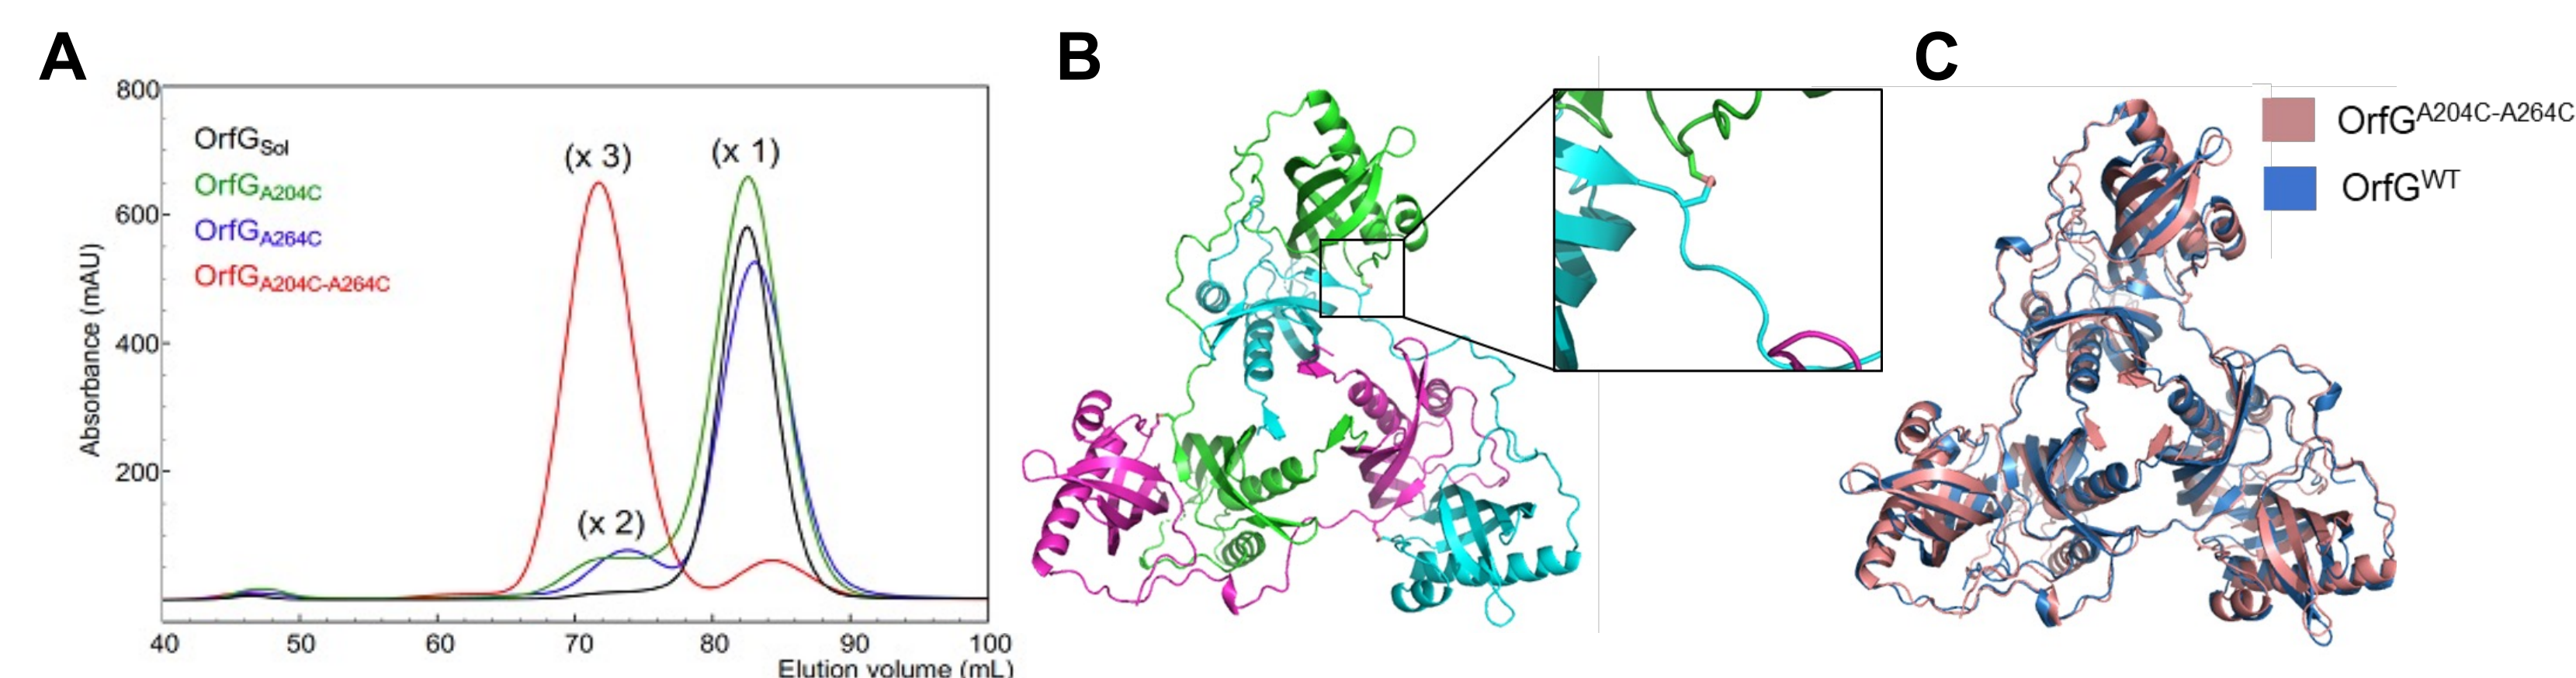 A
B
C
800
600
400
200
40
50
60
70
80
90
100
Absorbance (mAU)
Elution volume (mL)
OrfGSol
OrfGA204C
OrfGA264C
OrfGA204C-A264C
(x 3)
(x 1)
(x 2)
OrfGA204C-A264C
OrfGWT